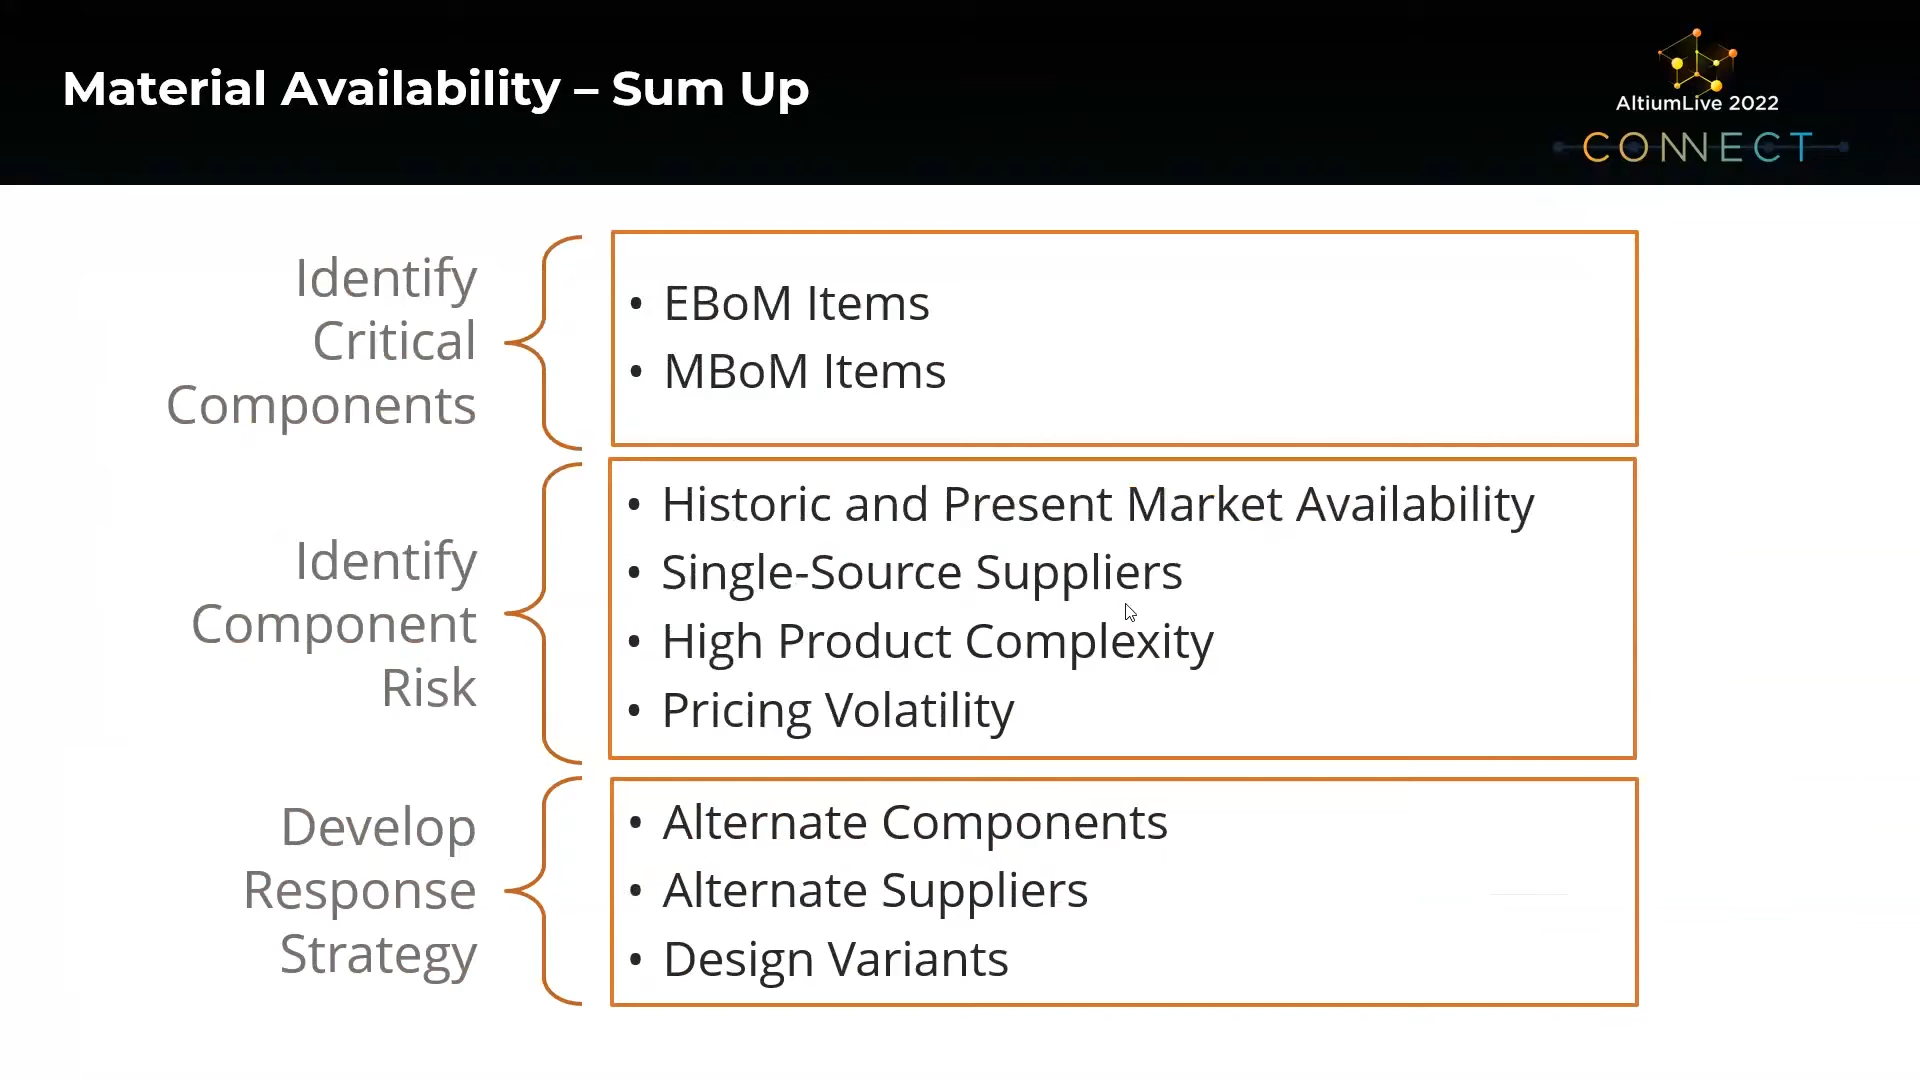 Material Availability – Sum Up
AltiumLive 2022
CONNECT
Identify
Critical
Components
• EBoM Items
• MBoM Items
Identify
Component
Risk
• Historic and Present Market Availability
• Single-Source Suppliers
• High Product Complexity
• Pricing Volatility
Develop
Response
Strategy
• Alternate Components
• Alternate Suppliers
• Design Variants